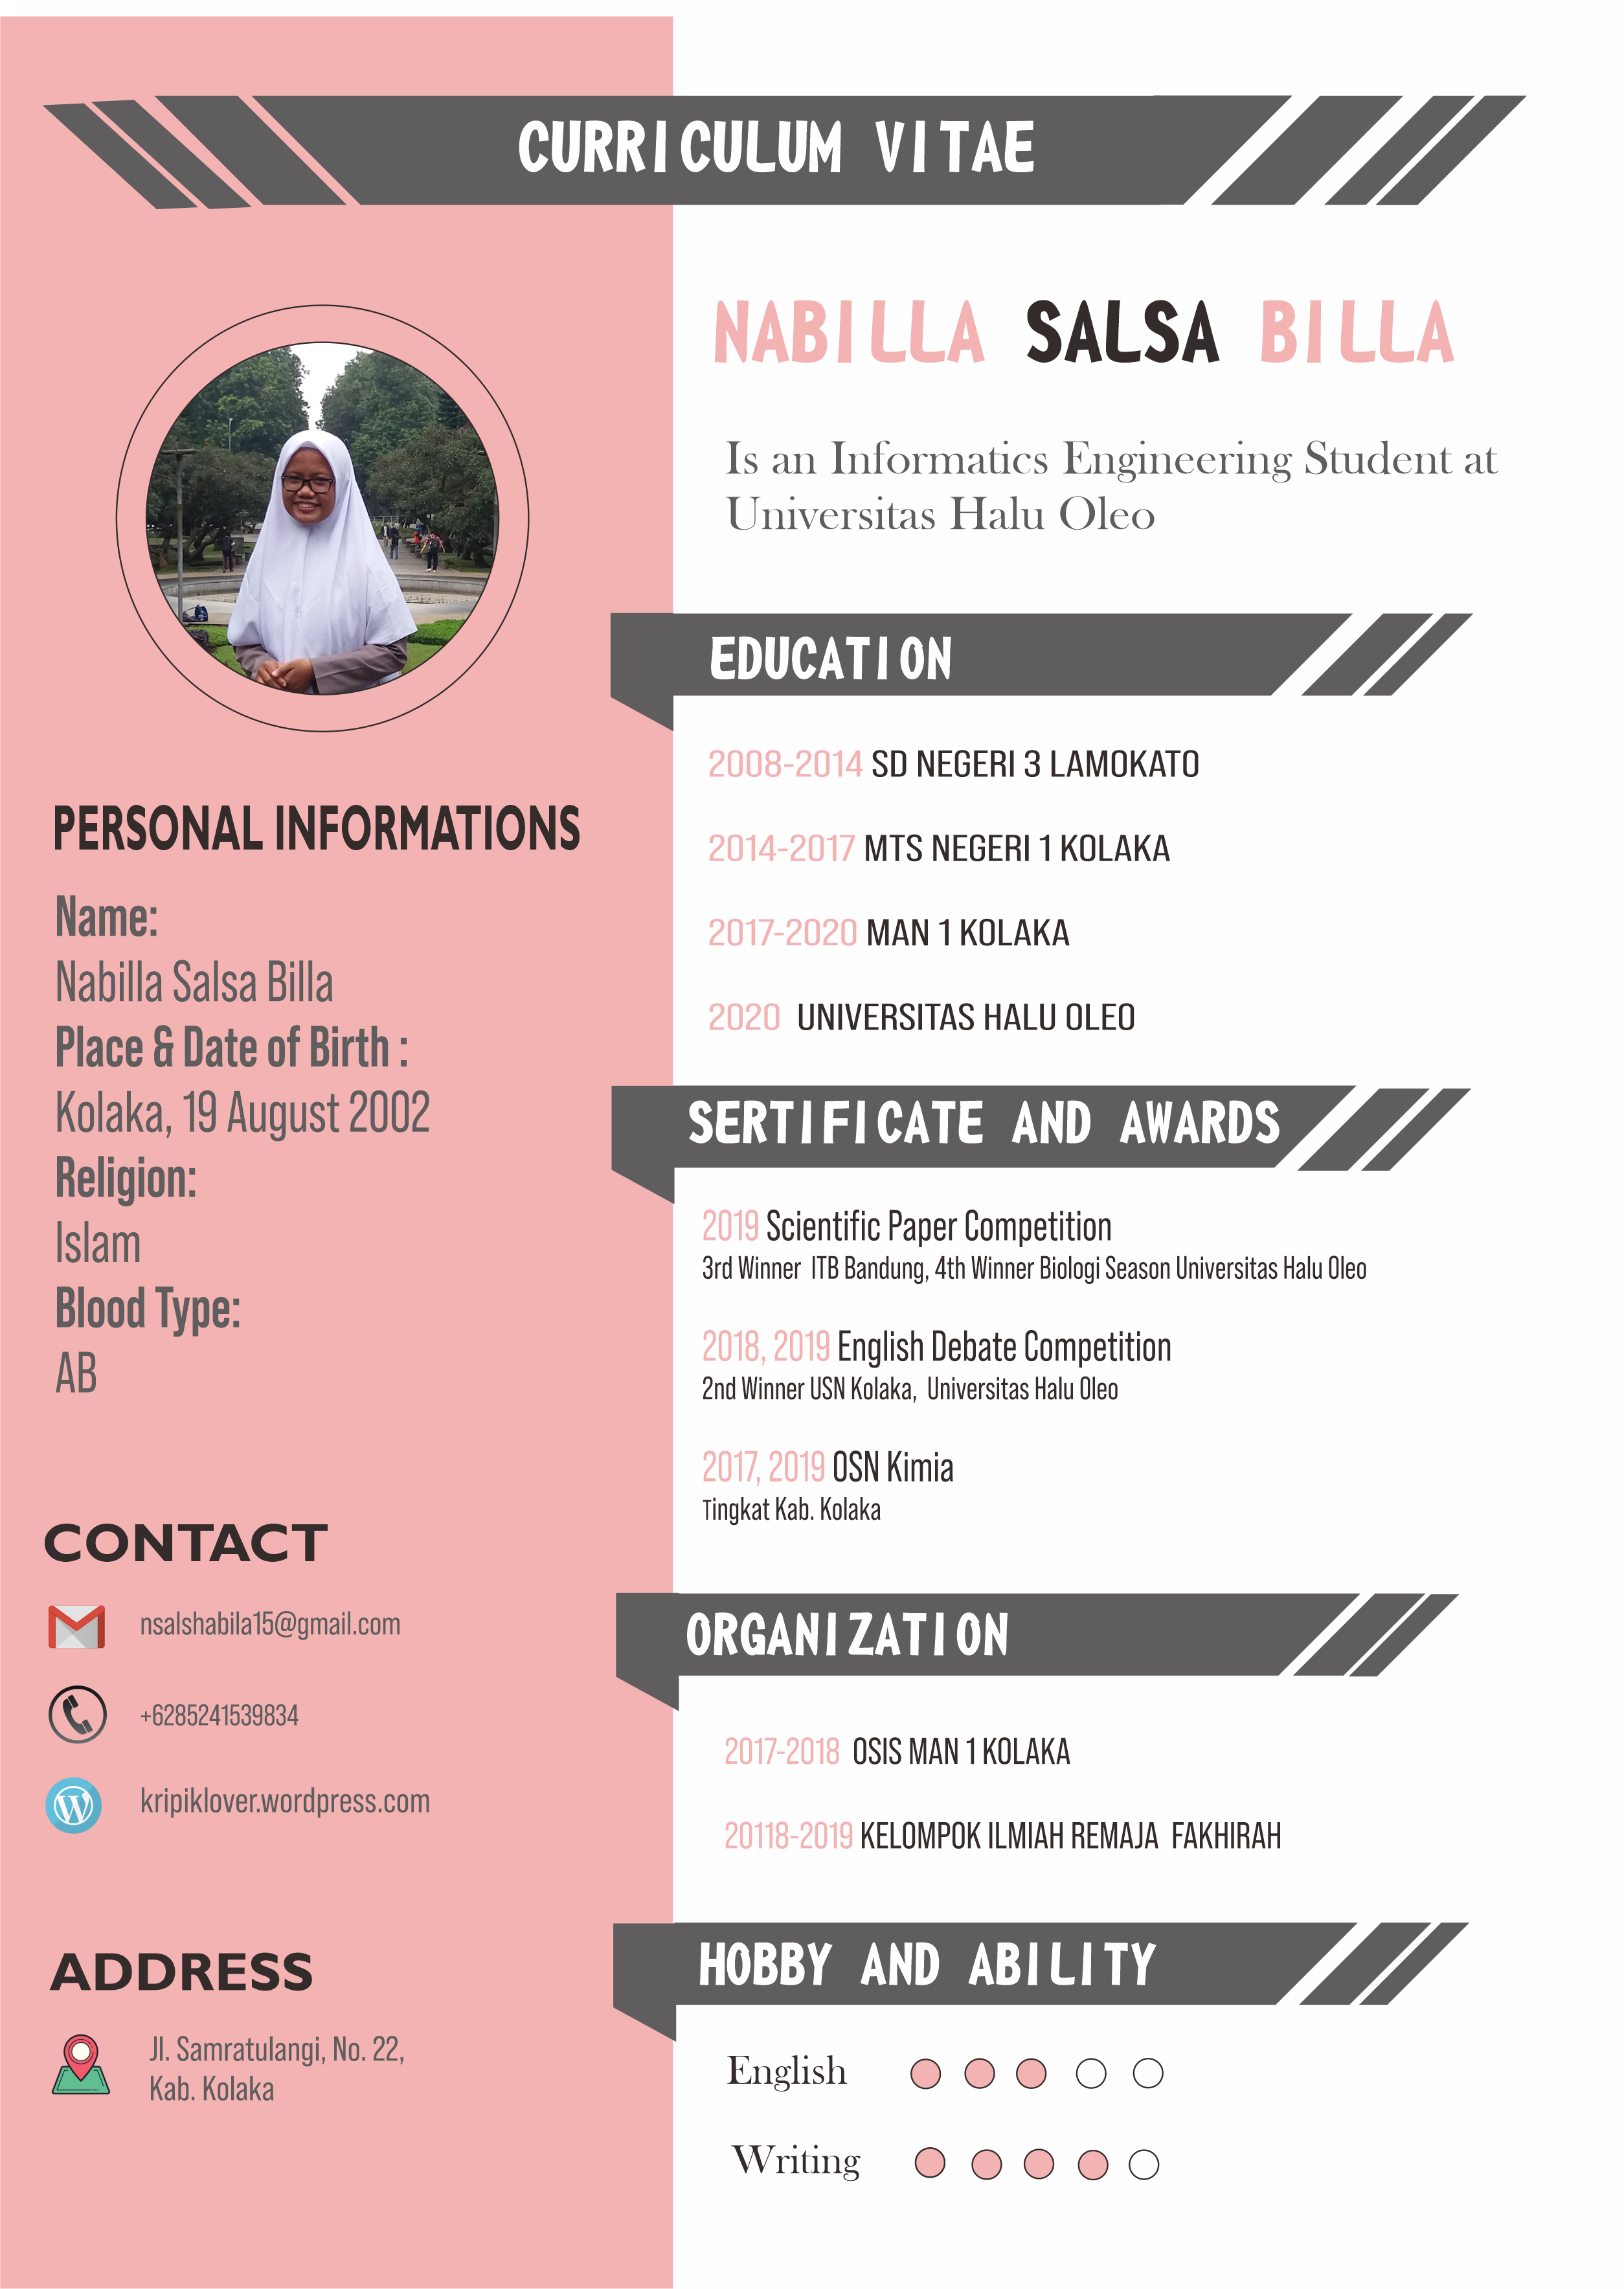 CURRICULUM VITAE
NABILLA SALSA BILLA
Is an Informatics Engineering Student at
Universitas Halu Oleo
PERSONAL INFORMATIONS
Name:
Nabilla Salsa Billa
Place & Date of Birth :
Kolaka, 19 August 2002
Religion:
Islam
Blood Type:
AB
CONTACT
nsalshabila15@gmail.com
+6285241539834
kripiklover.wordpress.com
ADDRESS
Jl. Samratulangi, No. 22,
Kab. Kolaka
EDUCATION
2008-2014 SD NEGERI 3 LAMOKATO
2014-2017 MTS NEGERI 1 KOLAKA
2017-2020 MAN 1 KOLAKA
2020 UNIVERSITAS HALU OLEO
SERTIFICATE AND AWARDS
2019 Scientific Paper Competition
3rd Winner ITB Bandung, 4th Winner Biologi Season Universitas Halu Oleo
2018, 2019 English Debate Competition
2nd Winner USN Kolaka, Universitas Halu Oleo
2017, 2019 OSN Kimia
Tingkat Kab. Kolaka
ORGANIZATION
2017-2018 OSIS MAN 1 KOLAKA
20118-2019 KELOMPOK ILMIAH REMAJA FAKHIRAH
HOBBY AND ABILITY
English
Writing